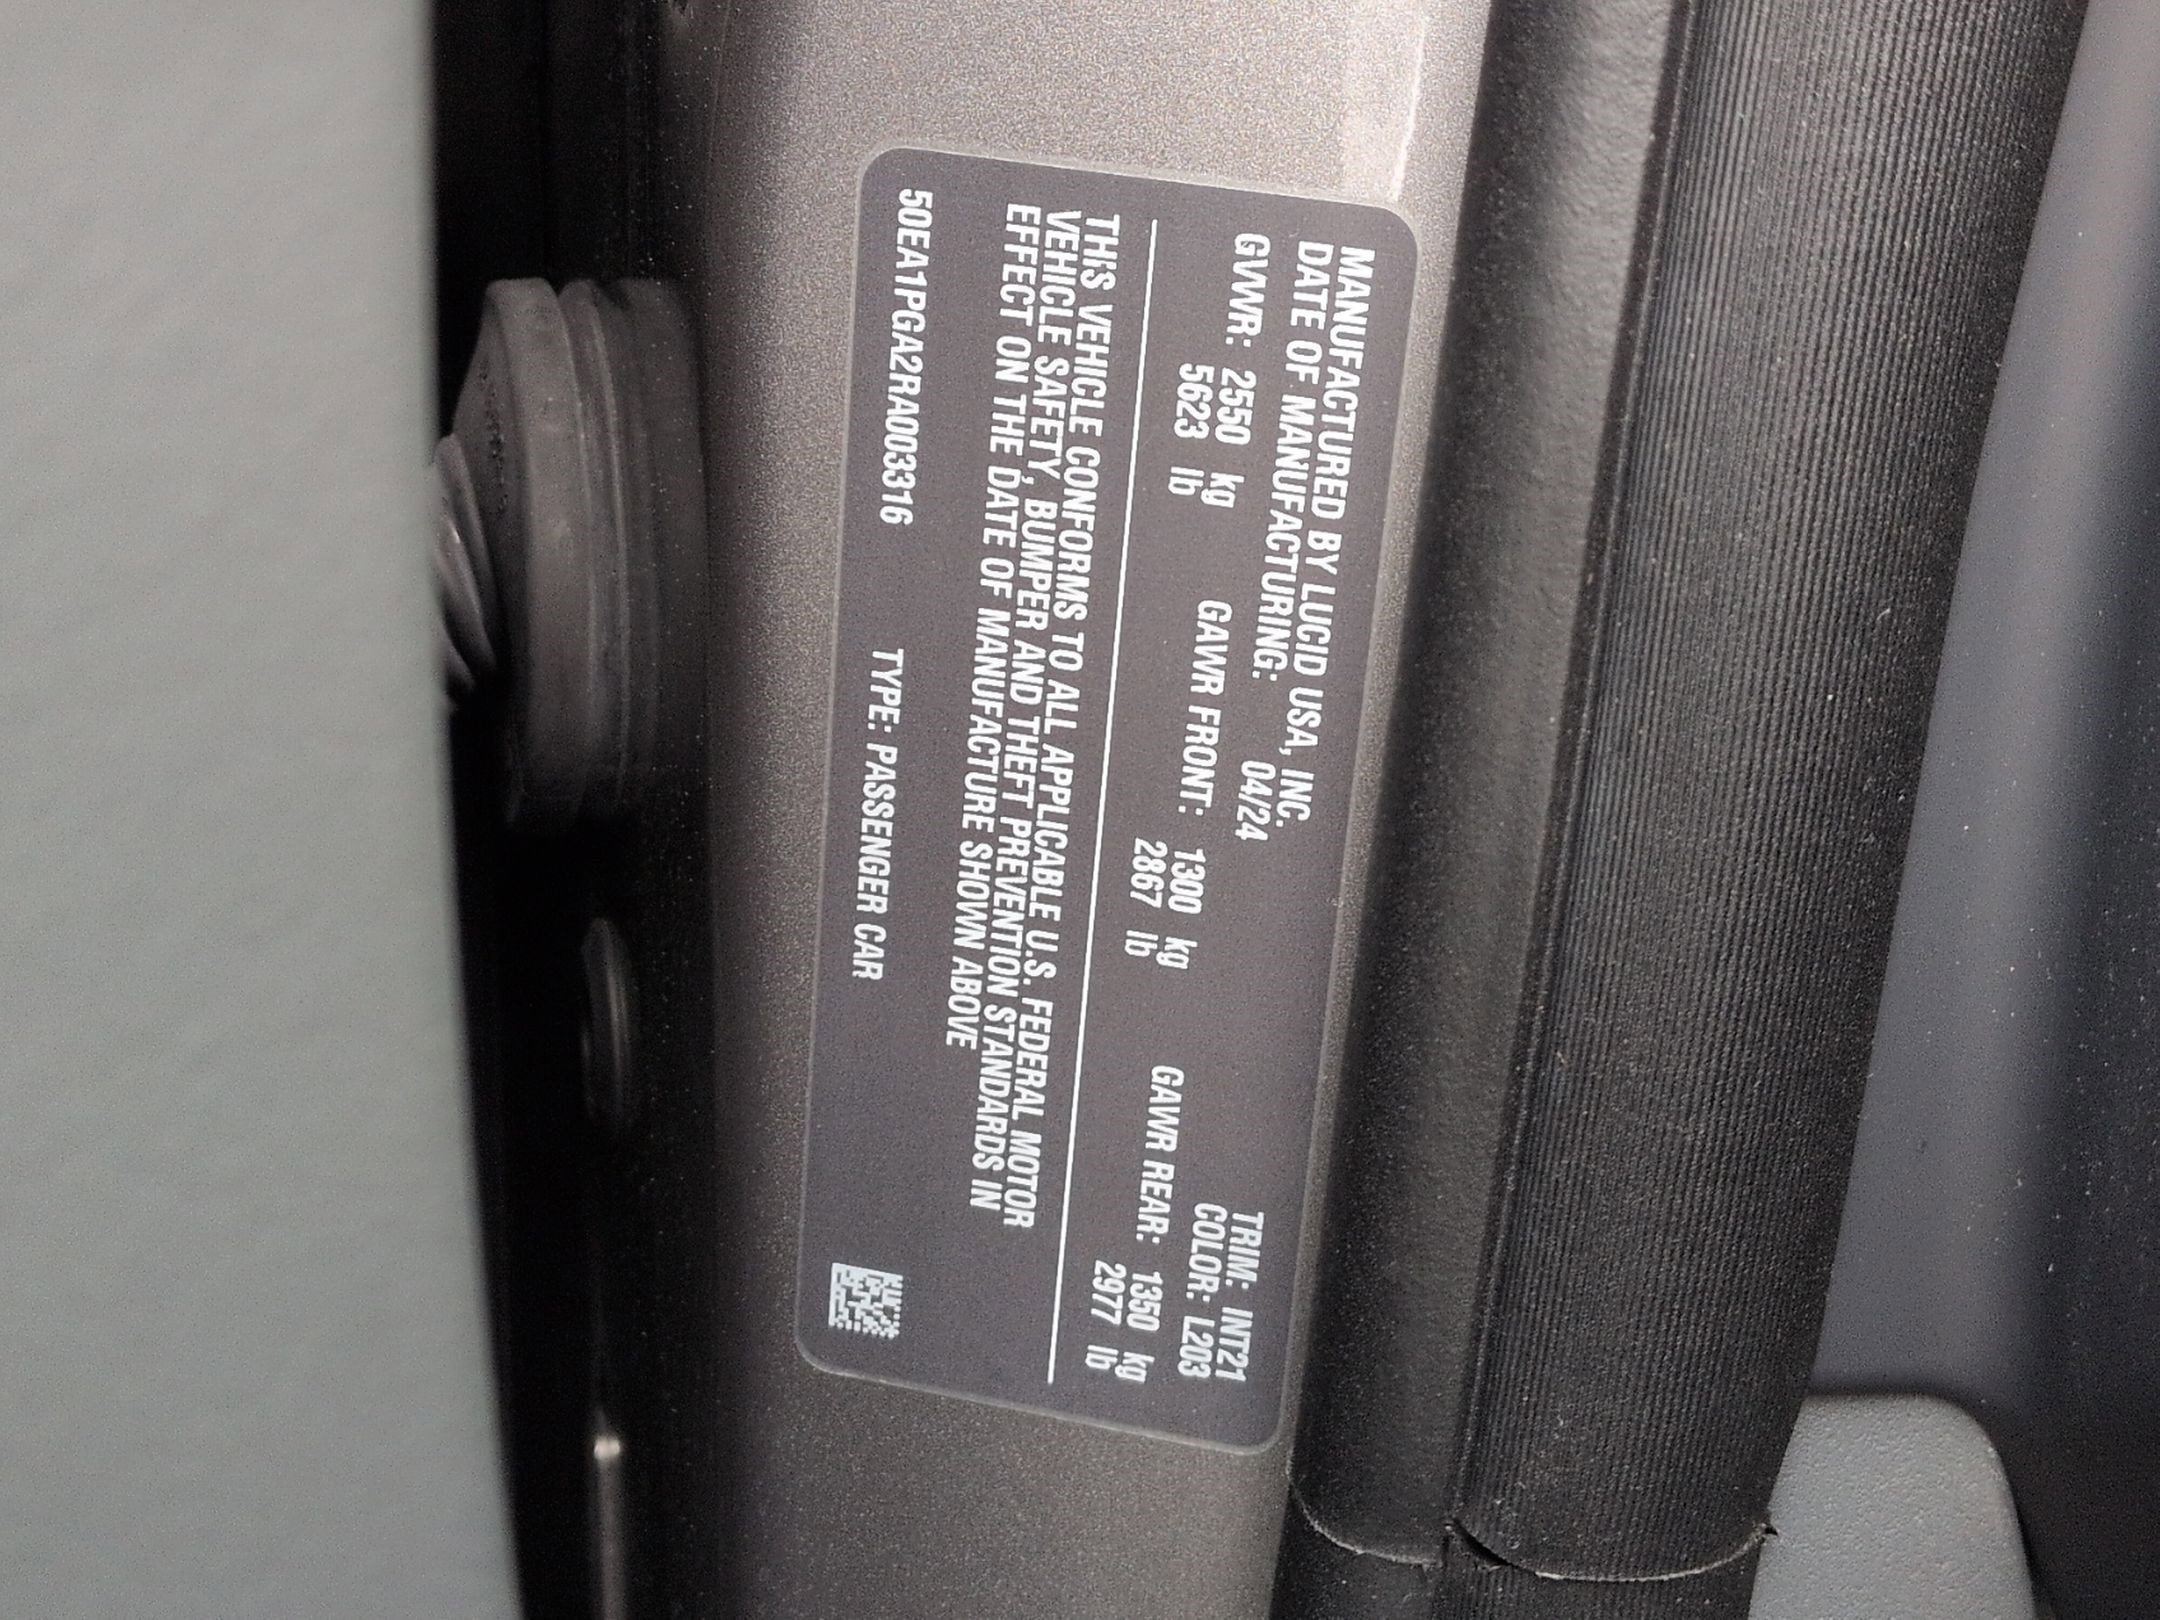 MANUFACTURED BY LUCID USA, INC.
DATE OF MANUFACTURING: 04/24
TRIM: INT21
COLOR: L203
GVWR: 2550 kg GAWR FRONT: 1300 kg GAWR REAR: 1350 kg
5623 lb 2867 lb 2977 lb
THIS VEHICLE CONFORMS TO ALL APPLICABLE U.S. FEDERAL MOTOR
VEHICLE SAFETY, BUMPER AND THEFT PREVENTION STANDARDS IN
EFFECT ON THE DATE OF MANUFACTURE SHOWN ABOVE
50EA1PGA2RA003316 TYPE: PASSENGER CAR